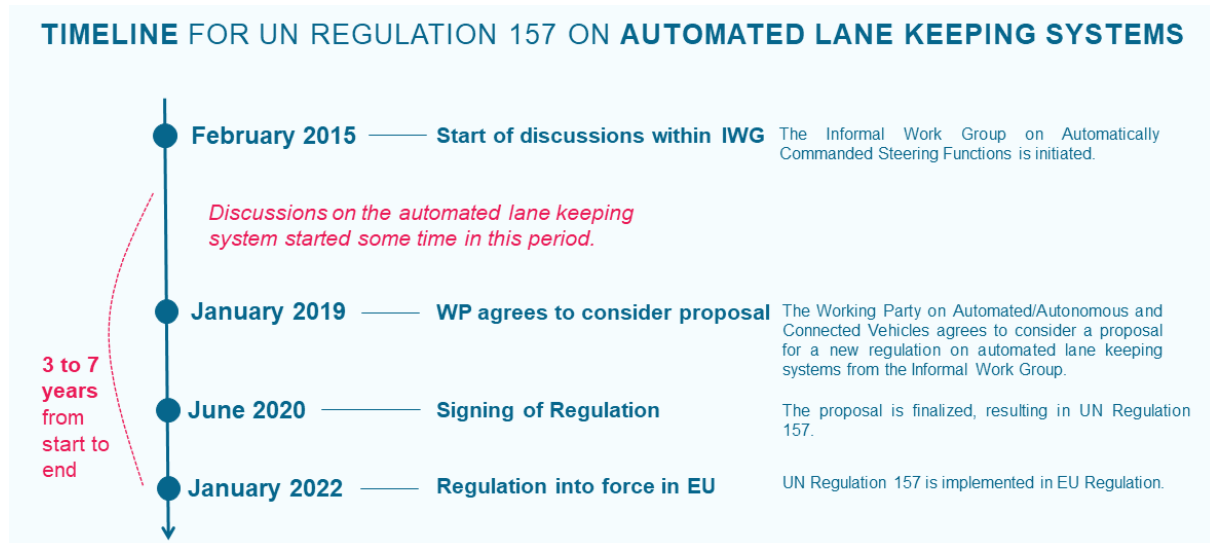 TIMELINE FOR UN REGULATION 157 ON AUTOMATED LANE KEEPING SYSTEMS
February 2015
Start of discussions within IWG
The Informal Work Group on Automatically
Commanded Steering Functions is initiated.
Discussions on the automated lane keeping
system started some time in this period.
January 2019
WP agrees to consider proposal
The Working Party on Automated/Autonomous and
Connected Vehicles agrees to consider a proposal
for a new regulation on automated lane keeping
systems from the Informal Work Group.
3 to 7
years
from
start to
end
June 2020
Signing of Regulation
The proposal is finalized, resulting in UN Regulation
157.
January 2022
Regulation into force in EU
UN Regulation 157 is implemented in EU Regulation.